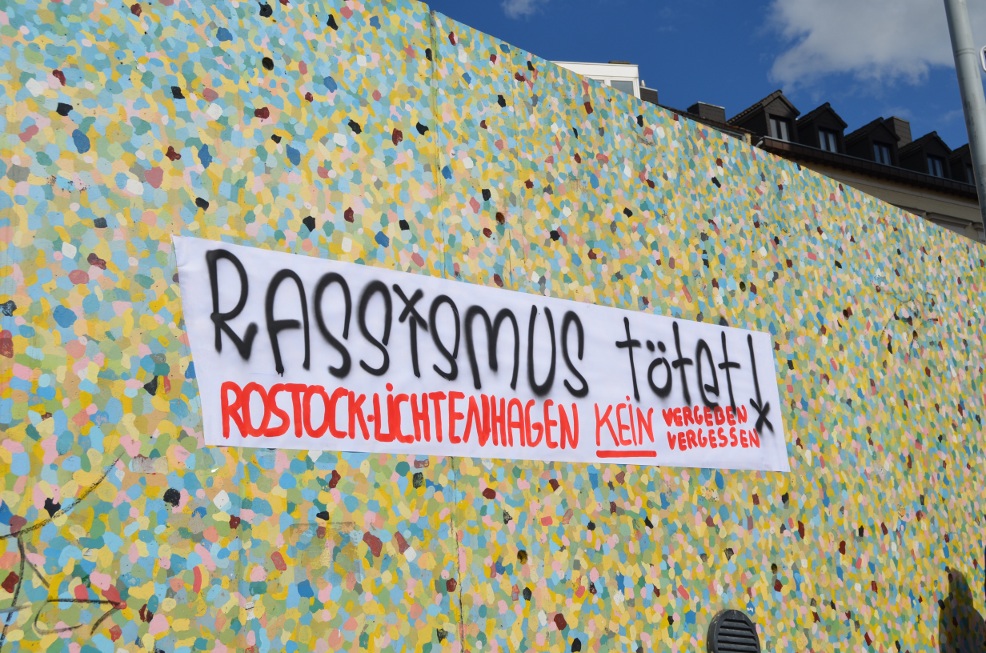 RASSiSMUS tötet!
ROSTOCK-LiCHTENHAGEN KEiN VERGEBEN
VERGESSEN